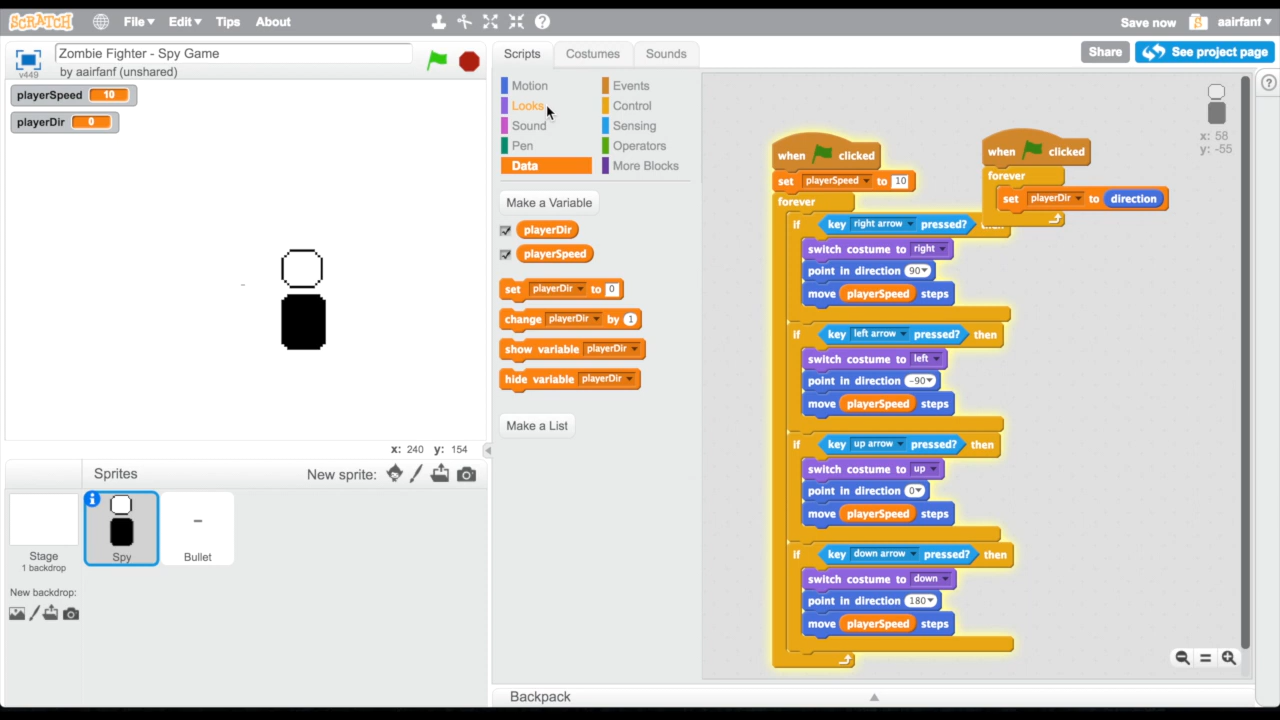 SCRATCH File▼ Edit▼ Tips About Save now aairfanf▼
v449 Zombie Fighter - Spy Game
by aairfanf (unshared)
Scripts Costumes Sounds Share See project page
playerSpeed 10
playerDir 0
x: 240 y: 154
Sprites New sprite:
Stage
1 backdrop
New backdrop:
Spy
Bullet
Motion Events
Looks Control
Sound Sensing
Pen Operators
Data More Blocks
Make a Variable
playerDir
playerSpeed
set playerDir to 0
change playerDir by 1
show variable playerDir
hide variable playerDir
Make a List
when clicked
set playerSpeed to 10
forever
if key right arrow pressed? then
switch costume to right
point in direction 90▼
move playerSpeed steps
if key left arrow pressed? then
switch costume to left
point in direction -90▼
move playerSpeed steps
if key up arrow pressed? then
switch costume to up
point in direction 0▼
move playerSpeed steps
if key down arrow pressed? then
switch costume to down
point in direction 180▼
move playerSpeed steps
when clicked
forever
set playerDir to direction
x: 58
y: -55
Backpack